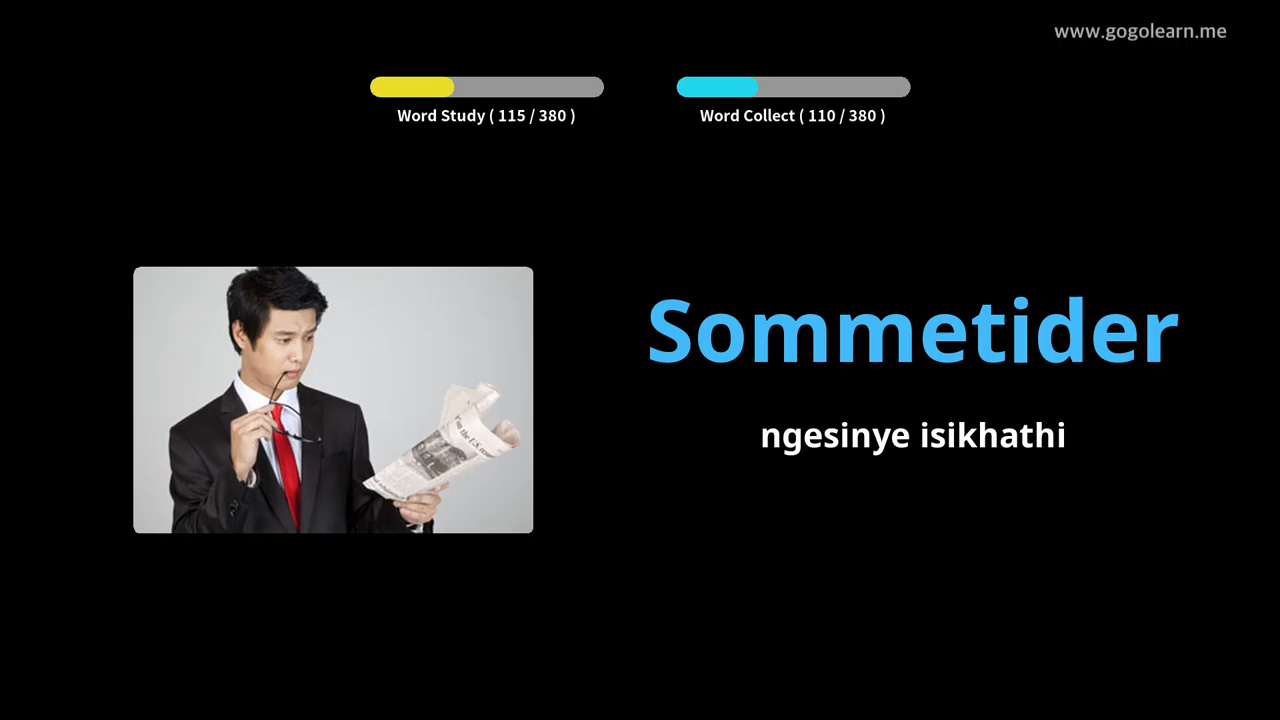 www.gogolearn.me
Word Study ( 115 / 380 )
Word Collect ( 110 / 380 )
Sommetider
ngesinye isikhathi